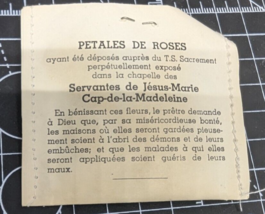 PETALES DE ROSES
ayant été déposés auprès du T.S. Sacrement
perpétuellement exposé
dans la chapelle des
Servantes de Jésus-Marie
Cap-de-la-Madeleine
En bénissant ces fleurs, le prêtre demande
à Dieu que, par sa miséricordieuse bonté,
les maisons où elles seront gardées pieuse-
ment soient à l'abri des démons et de leurs
embûches; et que les malades à qui elles
seront appliquées soient guéris de leurs
maux.